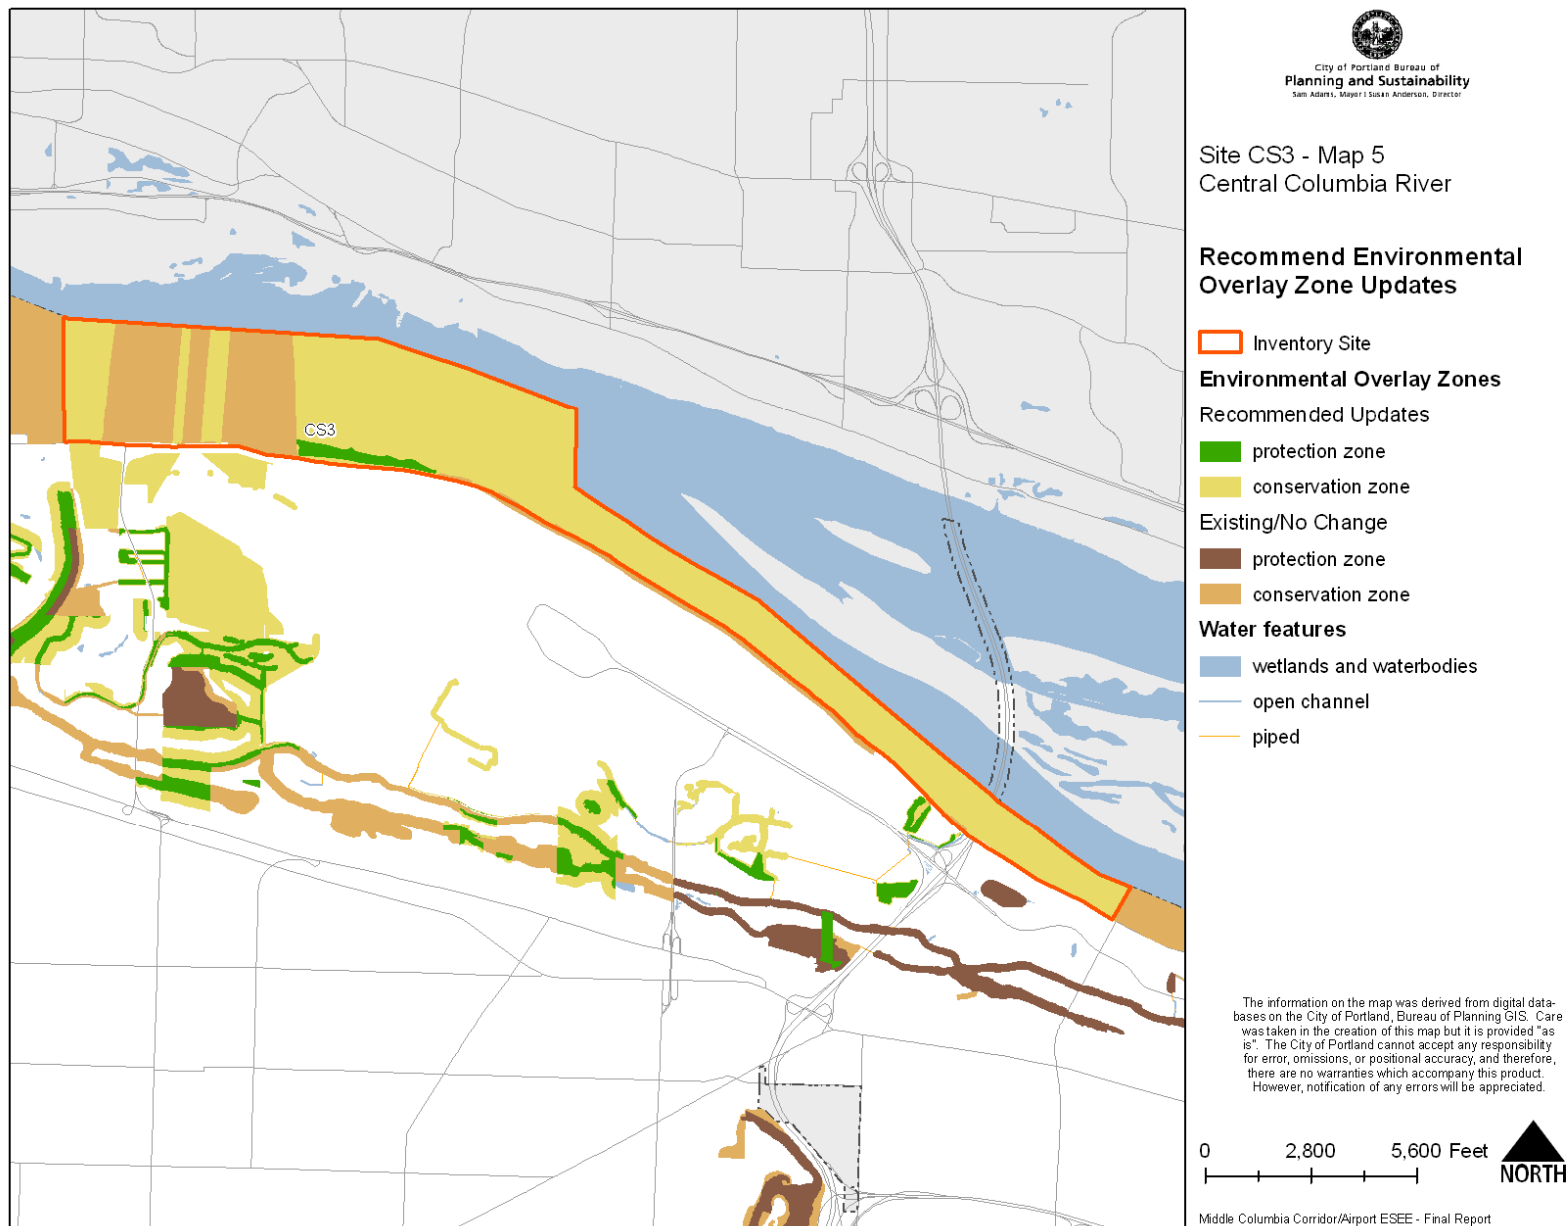 City of Portland Bureau of
Planning and Sustainability
Sam Adams, Mayor I Susan Anderson, Director
Site CS3 - Map 5
Central Columbia River
Recommend Environmental
Overlay Zone Updates
Inventory Site
Environmental Overlay Zones
Recommended Updates
protection zone
conservation zone
Existing/No Change
protection zone
conservation zone
Water features
wetlands and waterbodies
open channel
piped
CS3
The information on the map was derived from digital data-
bases on the City of Portland, Bureau of Planning GIS. Care
was taken in the creation of this map but it is provided "as
is". The City of Portland cannot accept any responsibility
for error, omissions, or positional accuracy, and therefore,
there are no warranties which accompany this product.
However, notification of any errors will be appreciated.
0 2,800 5,600 Feet
NORTH
Middle Columbia Corridor/Airport ESEE - Final Report